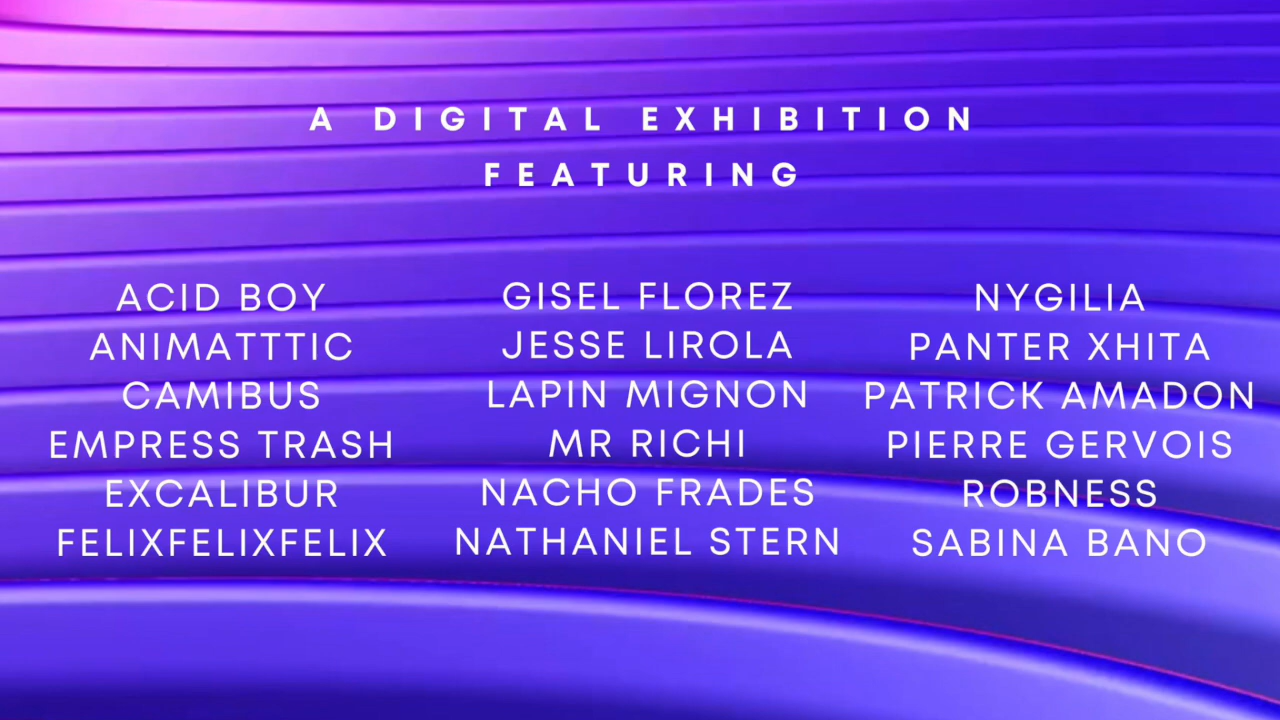 A DIGITAL EXHIBITION
FEATURING
ACID BOY
ANIMATTTIC
CAMIBUS
EMPRESS TRASH
EXCALIBUR
FELIXFELIXFELIX
GISEL FLOREZ
JESSE LIROLA
LAPIN MIGNON
MR RICHI
NACHO FRADES
NATHANIEL STERN
NYGILIA
PANTER XHITA
PATRICK AMADON
PIERRE GERVOIS
ROBNESS
SABINA BANO